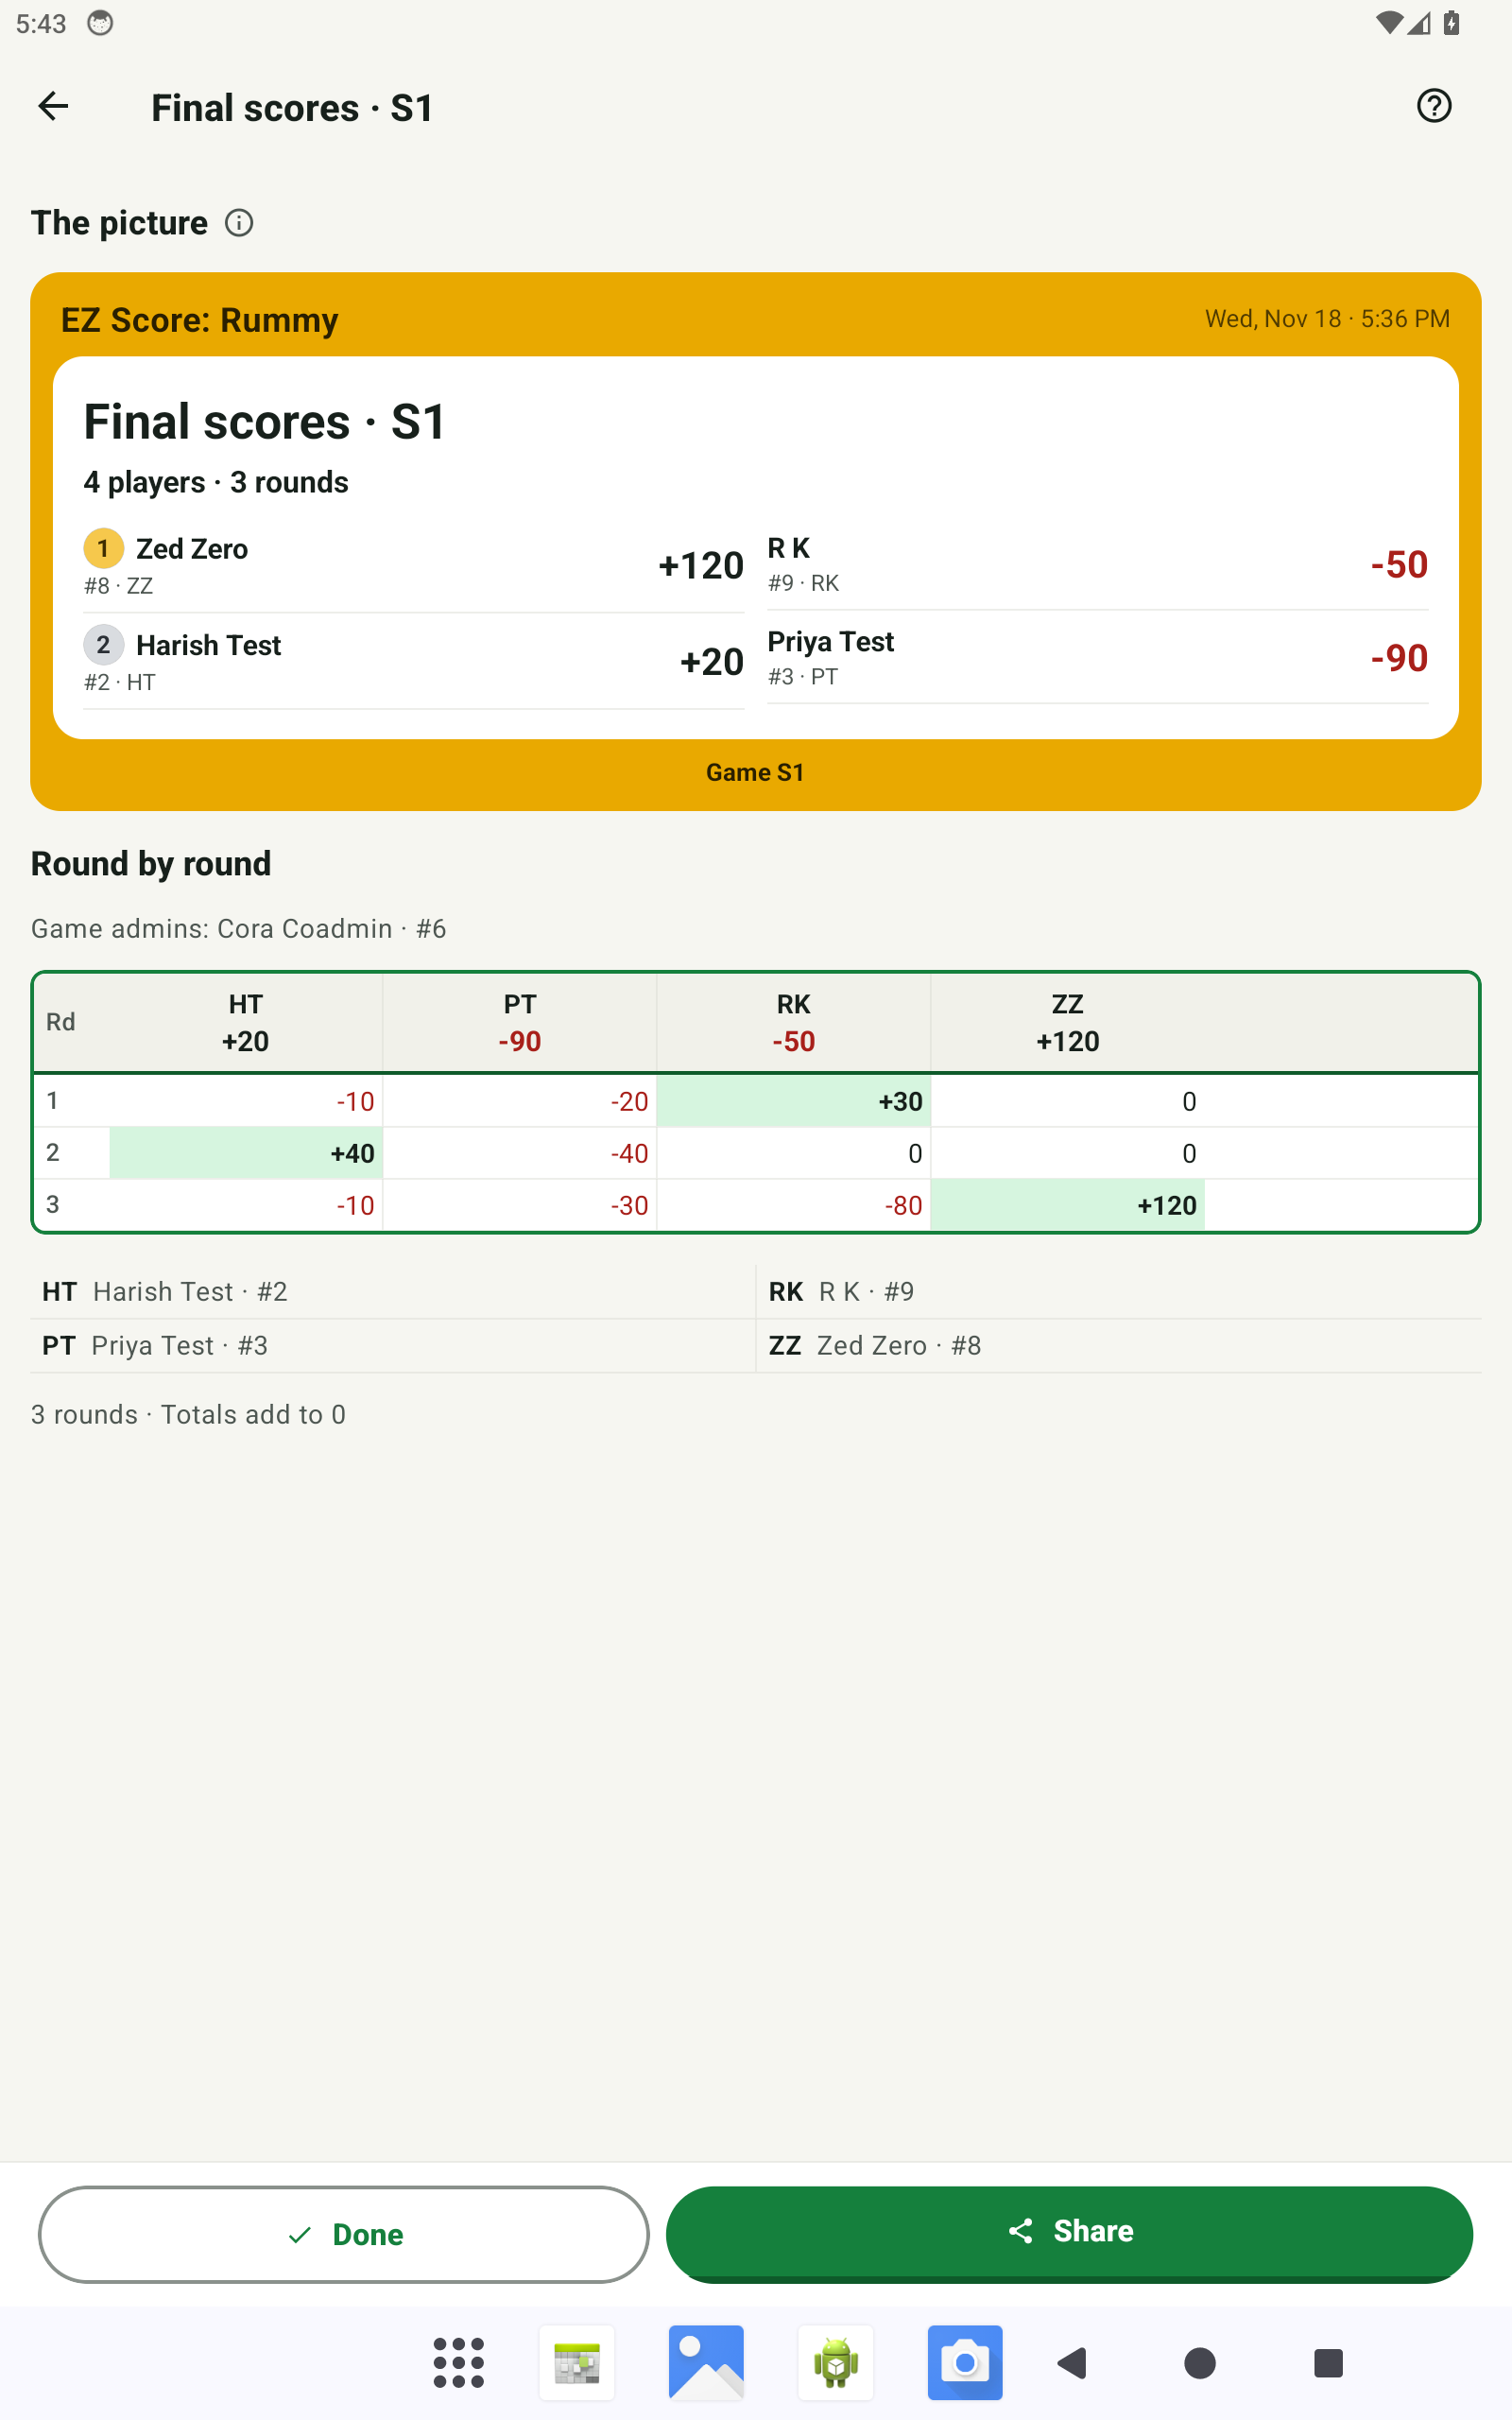 5:43
Final scores · S1
The picture
EZ Score: Rummy
Wed, Nov 18 · 5:36 PM
Final scores · S1
4 players · 3 rounds
1 Zed Zero
#8 · ZZ
+120
R K
#9 · RK
-50
2 Harish Test
#2 · HT
+20
Priya Test
#3 · PT
-90
Game S1
Round by round
Game admins: Cora Coadmin · #6
Rd HT PT RK ZZ
+20 -90 -50 +120
1 -10 -20 +30 0
2 +40 -40 0 0
3 -10 -30 -80 +120
HT Harish Test · #2
RK R K · #9
PT Priya Test · #3
ZZ Zed Zero · #8
3 rounds · Totals add to 0
Done
Share